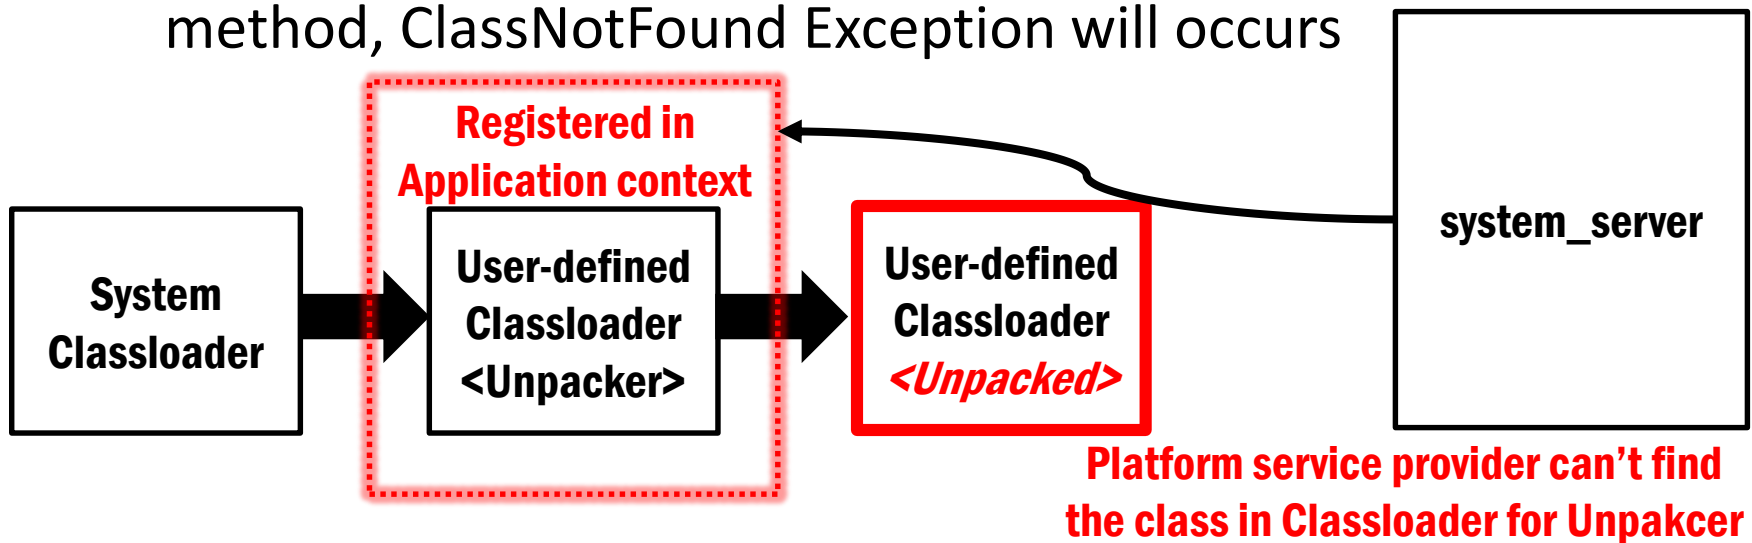 method, ClassNotFound Exception will occurs
Registered in
Application context
System
Classloader
User-defined
Classloader
<Unpacker>
User-defined
Classloader
<Unpacked>
system_server
Platform service provider can’t find
the class in Classloader for Unpakcer